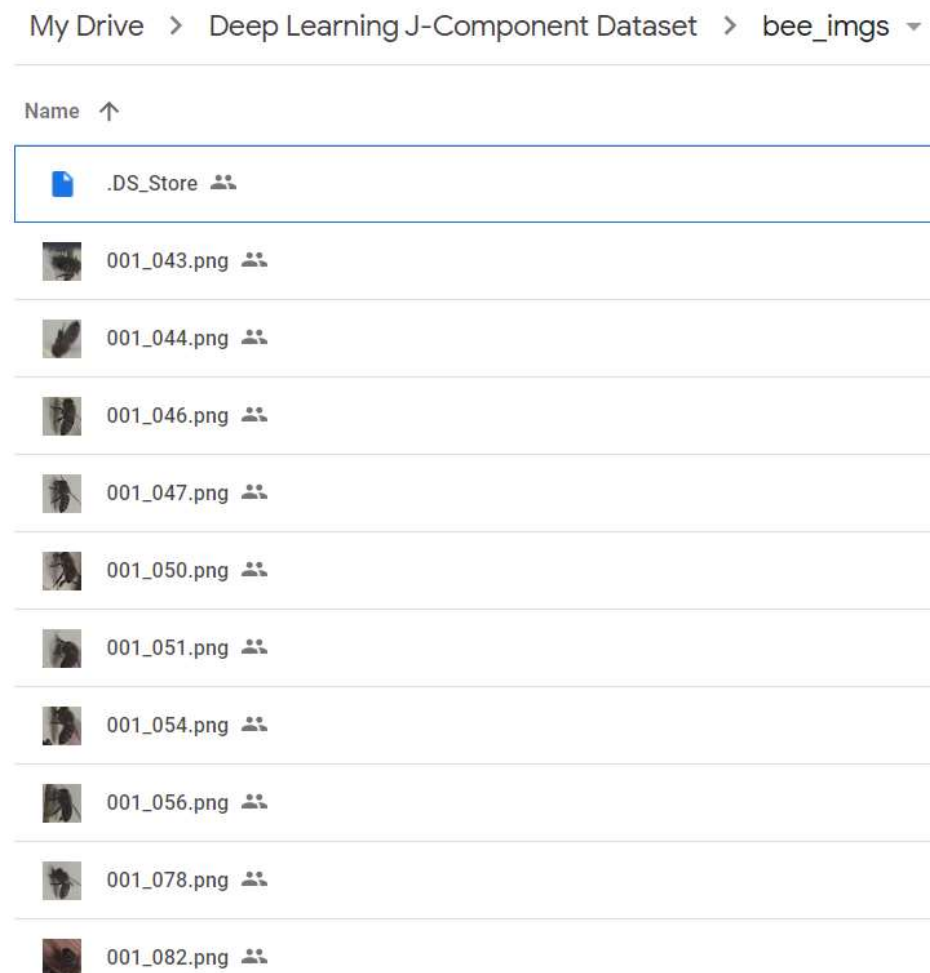 My Drive > Deep Learning J-Component Dataset > bee_imgs
Name
.DS_Store
001_043.png
001_044.png
001_046.png
001_047.png
001_050.png
001_051.png
001_054.png
001_056.png
001_078.png
001_082.png